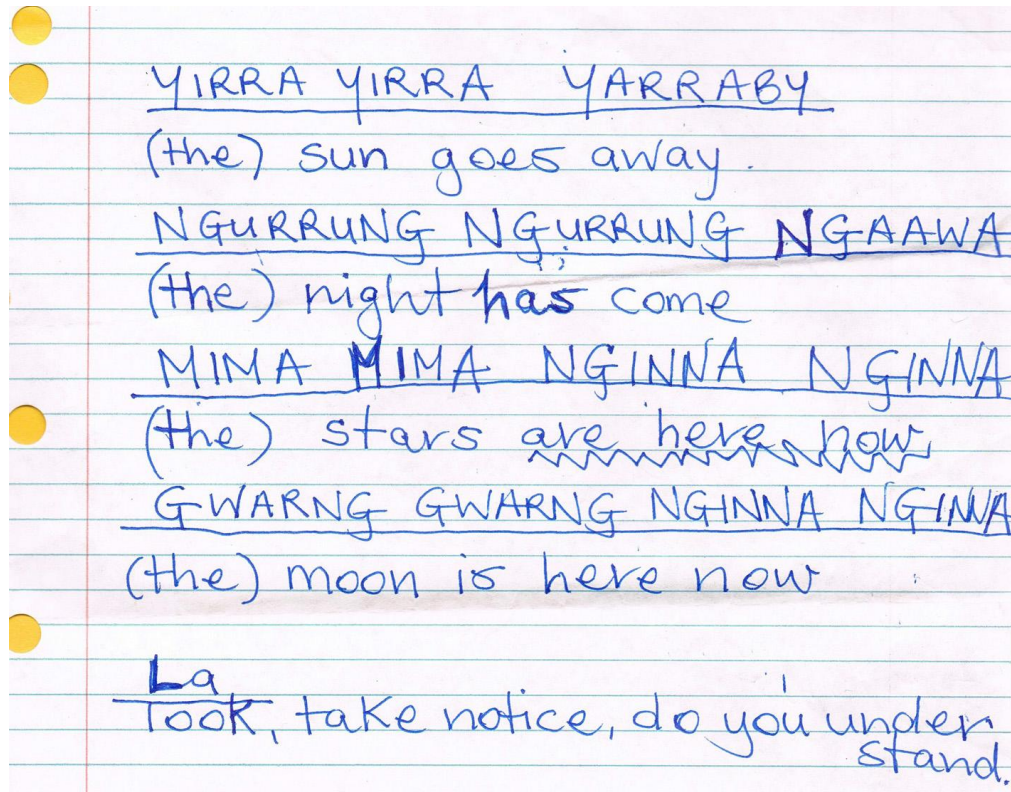 YIRRA YIRRA YARRABY
(the) sun goes away.
NGURRUNG NGURRUNG NGAAWA
(the) night has come
MIMA MIMA NGINNA NGINNA
(the) stars are here now
GWARNG GWARNG NGINNA NGINNA
(the) moon is here now
La
look, take notice, do you under
stand.